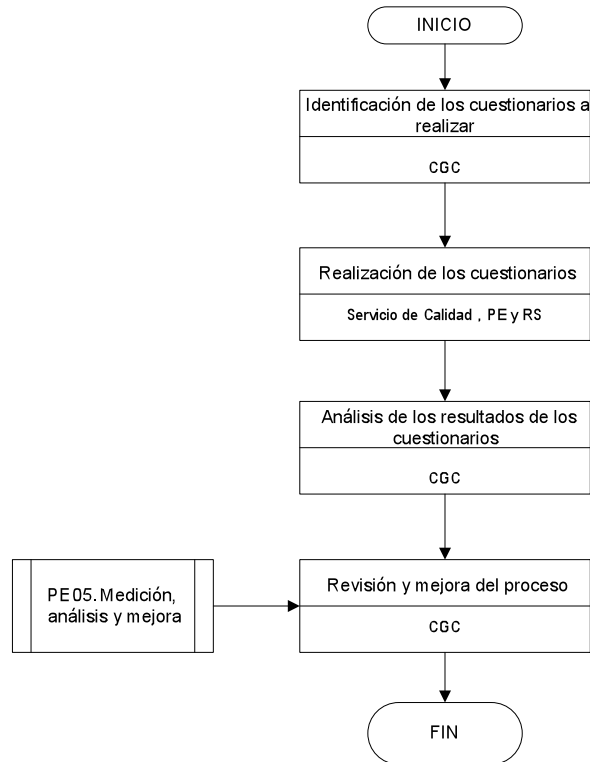 INICIO
Identificación de los cuestionarios a
realizar
CGC
Realización de los cuestionarios
Servicio de Calidad , PE y RS
Análisis de los resultados de los
cuestionarios
CGC
PE05. Medición,
análisis y mejora
Revisión y mejora del proceso
CGC
FIN